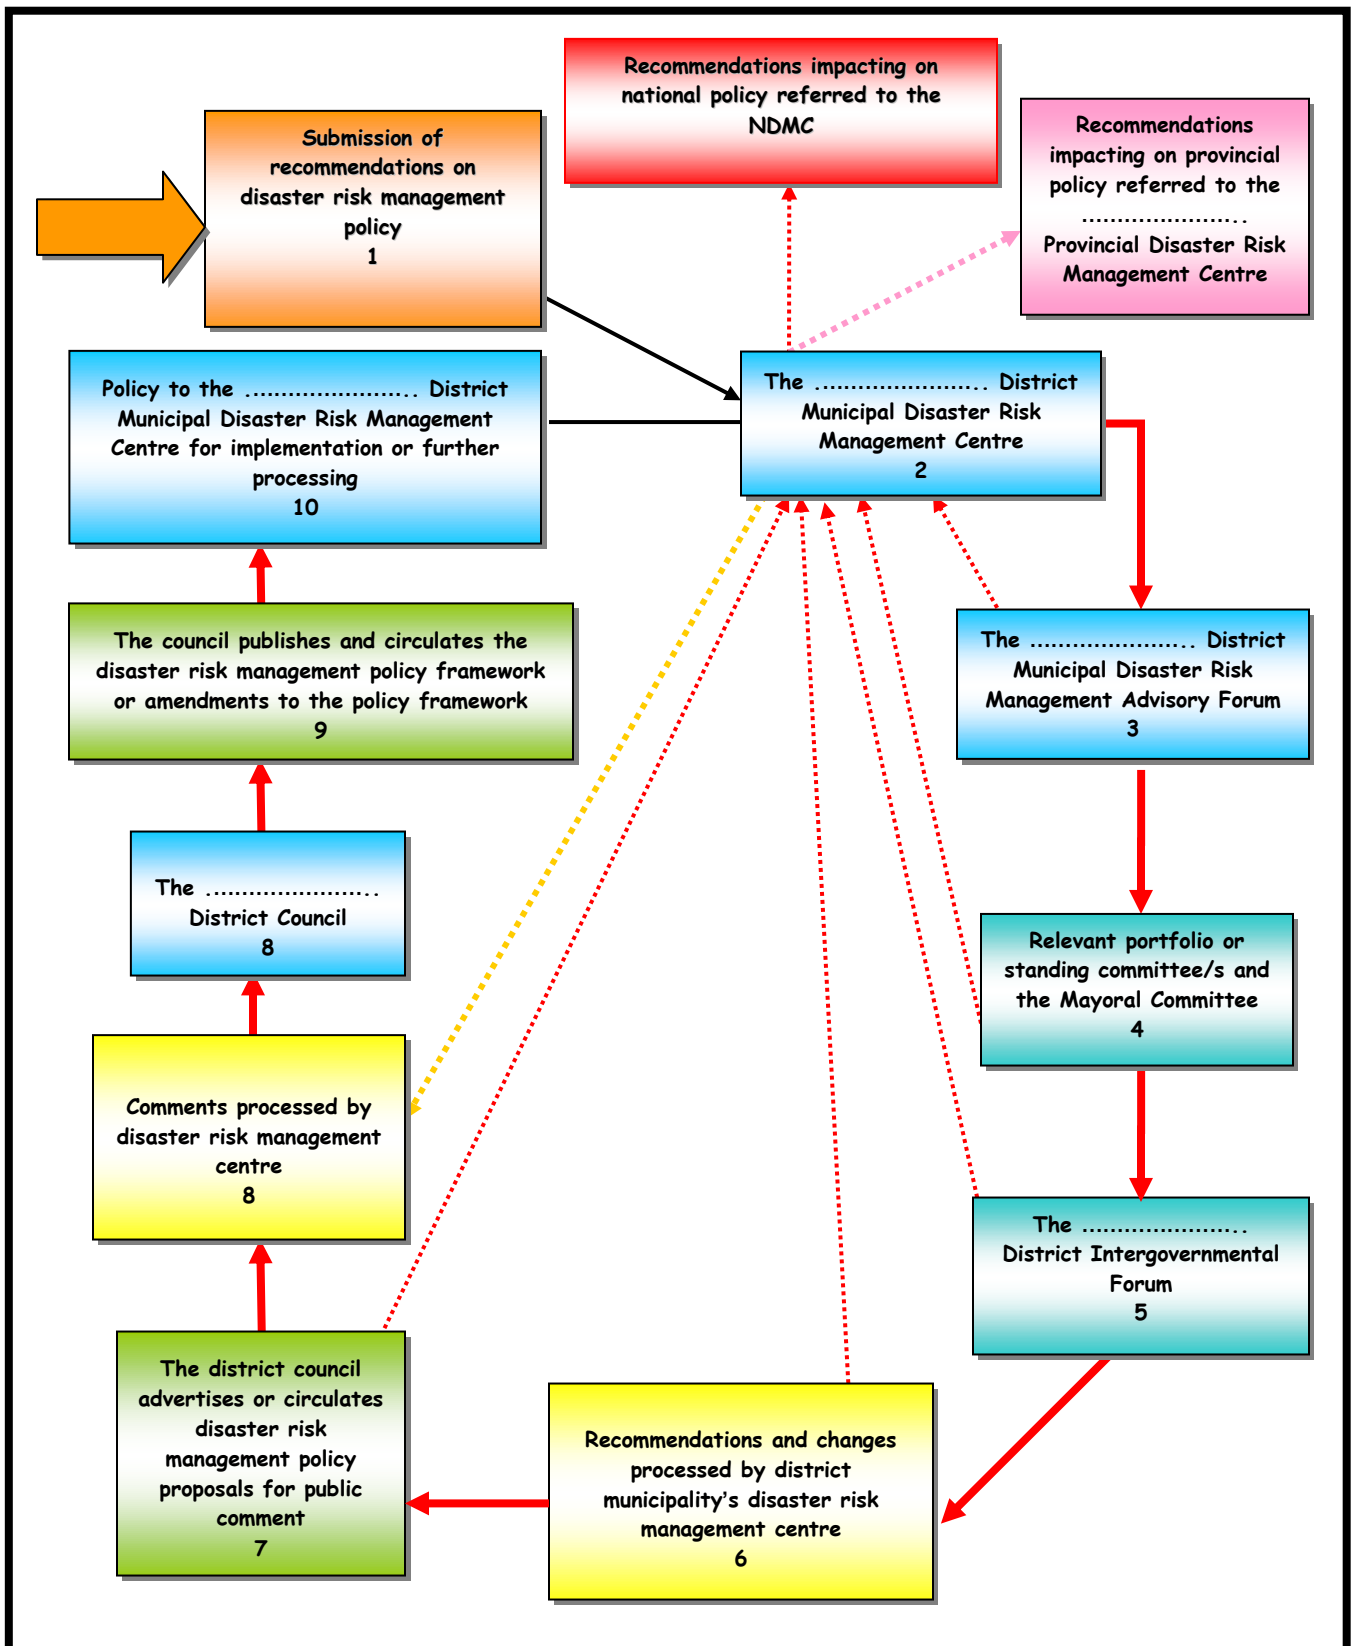 Recommendations impacting on
national policy referred to the
NDMC
Submission of
recommendations on
disaster risk management
policy
1
Recommendations
impacting on provincial
policy referred to the
.......................
Provincial Disaster Risk
Management Centre
Policy to the ........................ District
Municipal Disaster Risk Management
Centre for implementation or further
processing
10
The ........................ District
Municipal Disaster Risk
Management Centre
2
The council publishes and circulates the
disaster risk management policy framework
or amendments to the policy framework
9
The ....................... District
Municipal Disaster Risk
Management Advisory Forum
3
The ........................
District Council
8
Relevant portfolio or
standing committee/s and
the Mayoral Committee
4
Comments processed by
disaster risk management
centre
8
The .......................
District Intergovernmental
Forum
5
The district council
advertises or circulates
disaster risk
management policy
proposals for public
comment
7
Recommendations and changes
processed by district
municipality’s disaster risk
management centre
6